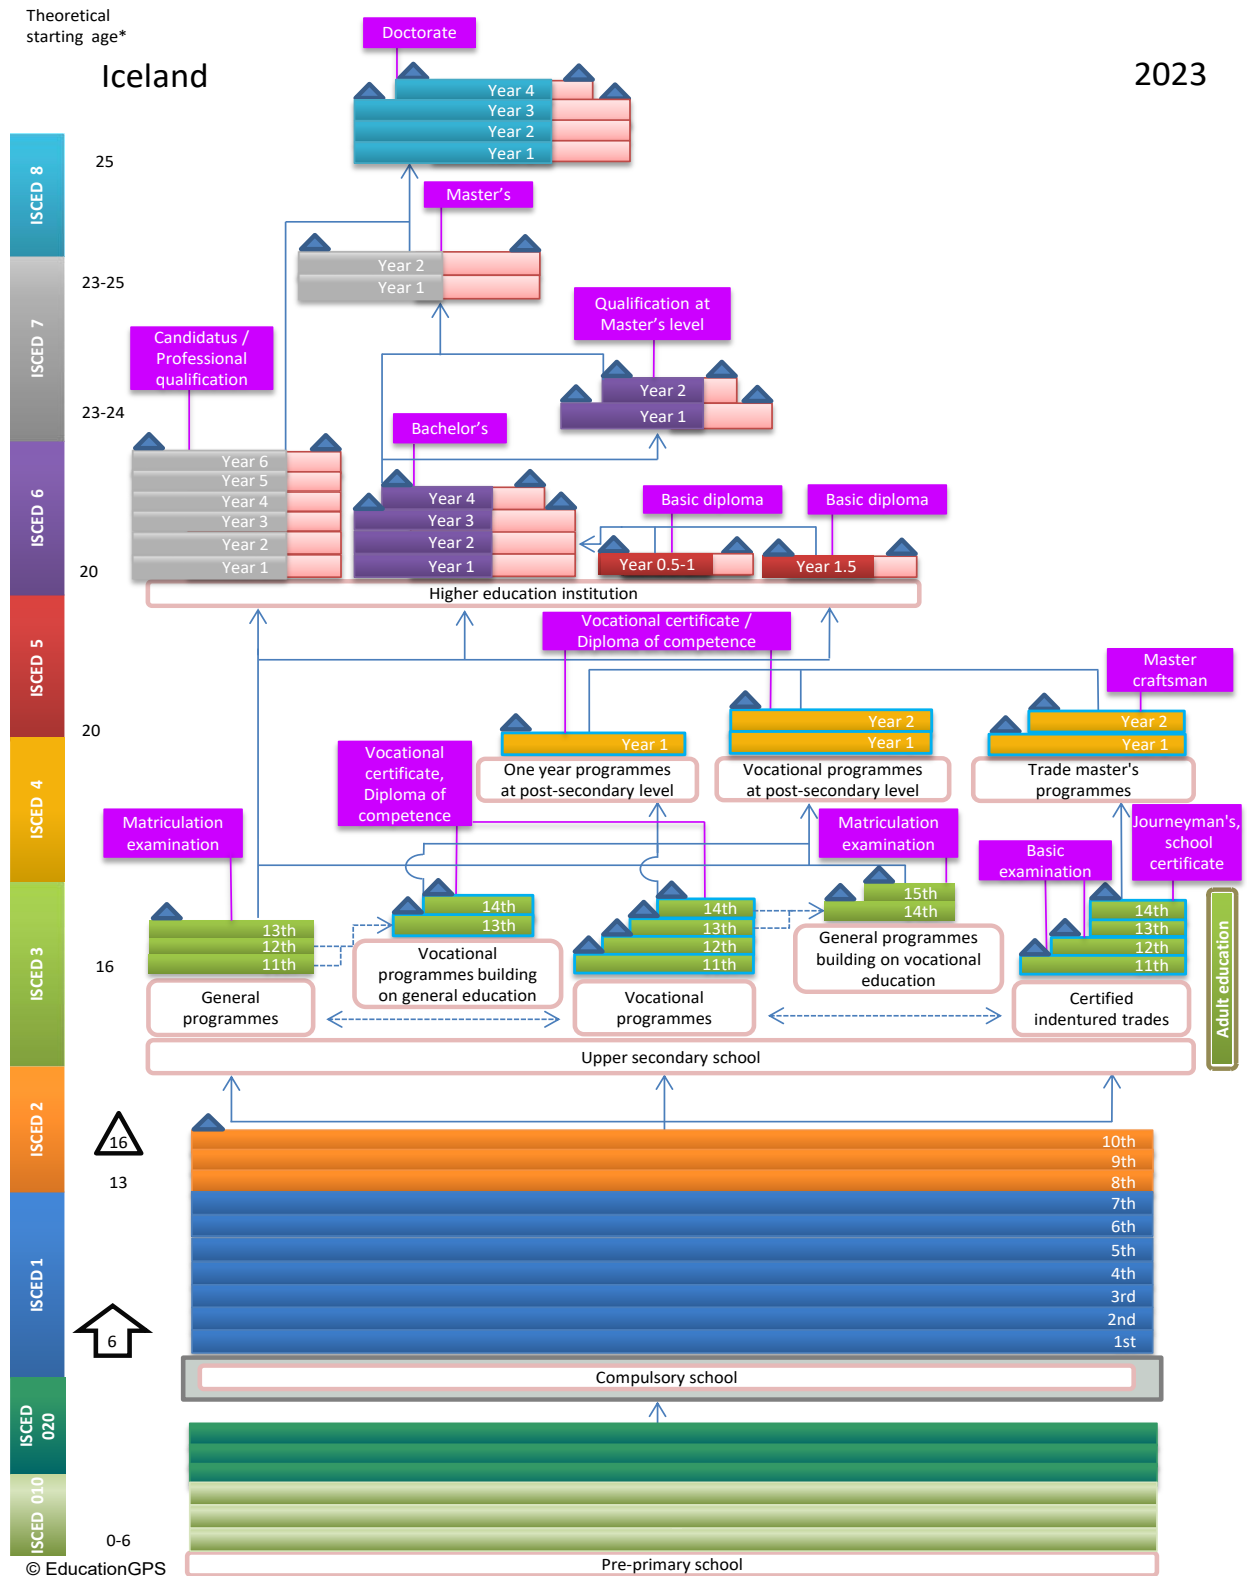 Theoretical
starting age*
Iceland
2023
Doctorate
Year 4
Year 3
Year 2
Year 1
ISCED 8
25
Master's
Year 2
Year 1
ISCED 7
23-25
Qualification at
Master's level
Candidatus /
Professional
qualification
Year 2
Year 1
23-24
Bachelor's
ISCED 6
Year 6
Year 5
Year 4
Year 3
Year 2
Year 1
Year 4
Year 3
Year 2
Year 1
Basic diploma
Year 0.5-1
Basic diploma
Year 1.5
20
Higher education institution
ISCED 5
Vocational certificate /
Diploma of competence
Master
craftsman
20
Year 1
Year 2
Year 1
Year 2
Year 1
ISCED 4
One year programmes
at post-secondary level
Vocational programmes
at post-secondary level
Trade master's
programmes
Vocational
certificate,
Diploma of
competence
Matriculation
examination
Matriculation
examination
Basic
examination
Journeyman's,
school
certificate
ISCED 3
16
13th
12th
11th
General
programmes
14th
13th
Vocational
programmes building
on general education
14th
13th
12th
11th
Vocational
programmes
15th
14th
General programmes
building on vocational
education
14th
13th
12th
11th
Certified
indentured trades
Adult education
Upper secondary school
ISCED 2
16
13
10th
9th
8th
ISCED 1
7th
6th
5th
4th
3rd
2nd
1st
6
Compulsory school
ISCED
020
ISCED 010
0-6
Pre-primary school
© EducationGPS